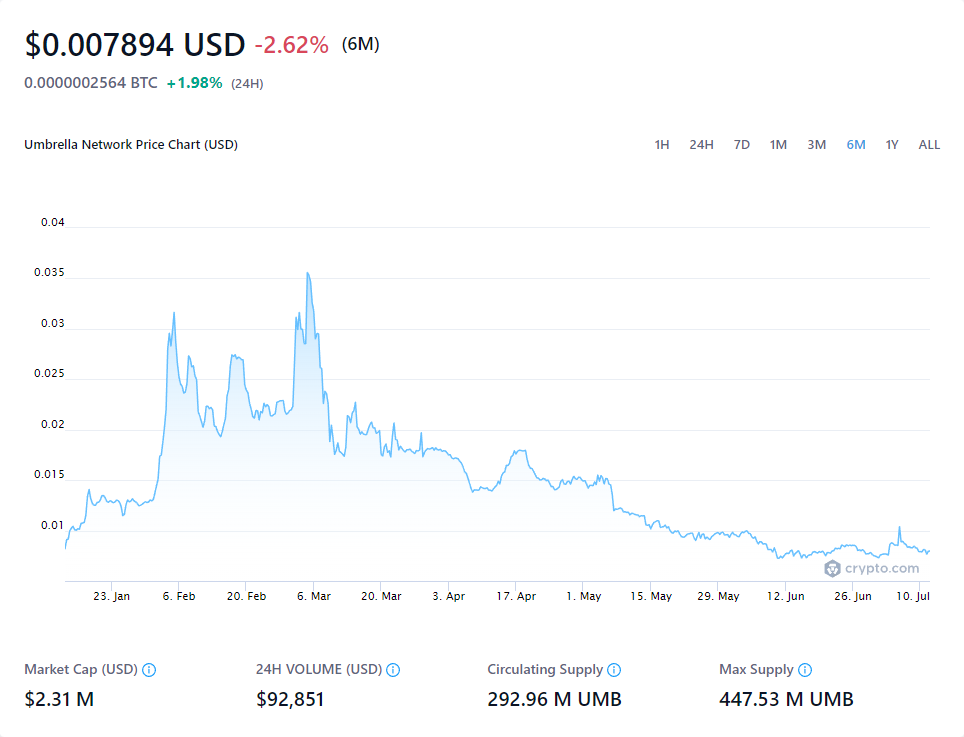 $0.007894 USD -2.62% (6M)
0.0000002564 BTC +1.98% (24H)
Umbrella Network Price Chart (USD) 1H 24H 7D 1M 3M 6M 1Y ALL
0.04
0.035
0.03
0.025
0.02
0.015
0.01
crypto.com
23. Jan 6. Feb 20. Feb 6. Mar 20. Mar 3. Apr 17. Apr 1. May 15. May 29. May 12. Jun 26. Jun 10. Jul
Market Cap (USD) 24H VOLUME (USD) Circulating Supply Max Supply
$2.31 M $92,851 292.96 M UMB 447.53 M UMB